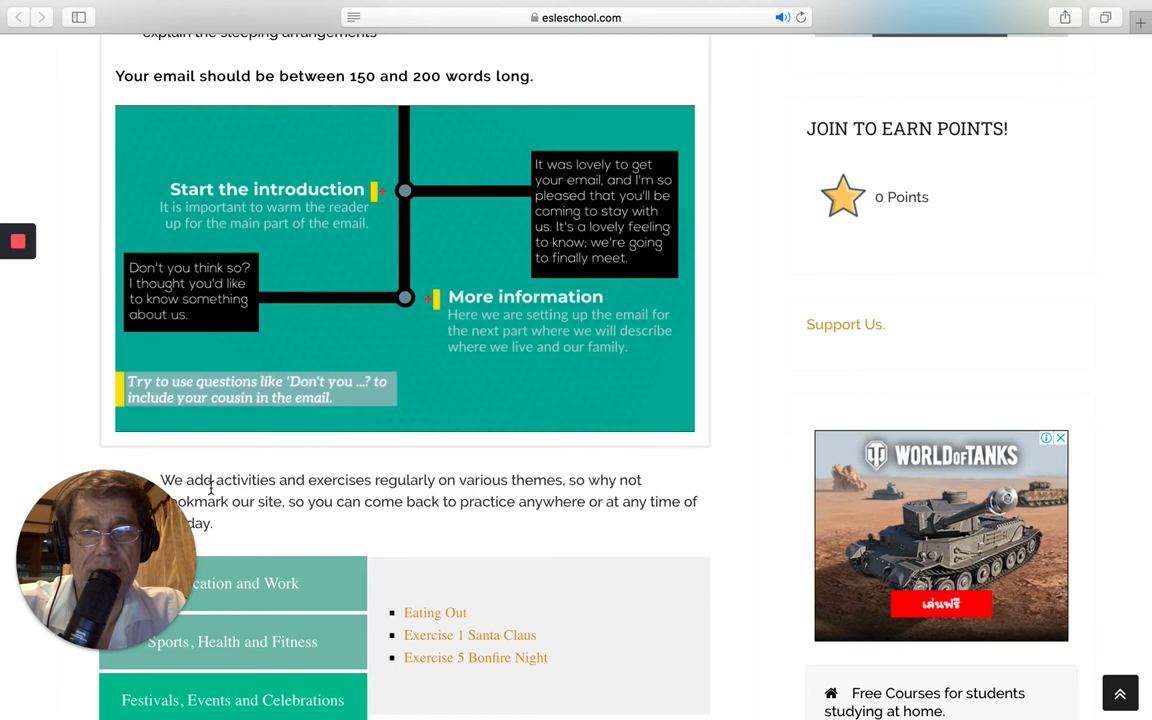 esleschool.com
explain the sleeping arrangements
Your email should be between 150 and 200 words long.
Start the introduction
It is important to warm the reader
up for the main part of the email.
It was lovely to get
your email, and I'm so
pleased that you'll be
coming to stay with
us. It's a lovely feeling
to know; we're going
to finally meet.
Don't you think so?
I thought you'd like
to know something
about us.
More information
Here we are setting up the email for
the next part where we will describe
where we live and our family.
Try to use questions like 'Don't you ...? to
include your cousin in the email.
We add activities and exercises regularly on various themes, so why not
ookmark our site, so you can come back to practice anywhere or at any time of
day.
cation and Work
Sports, Health and Fitness
Festivals, Events and Celebrations
Eating Out
Exercise 1 Santa Claus
Exercise 5 Bonfire Night
JOIN TO EARN POINTS!
0 Points
Support Us.
WORLD OF TANKS
เล่นฟรี
Free Courses for students
studying at home.